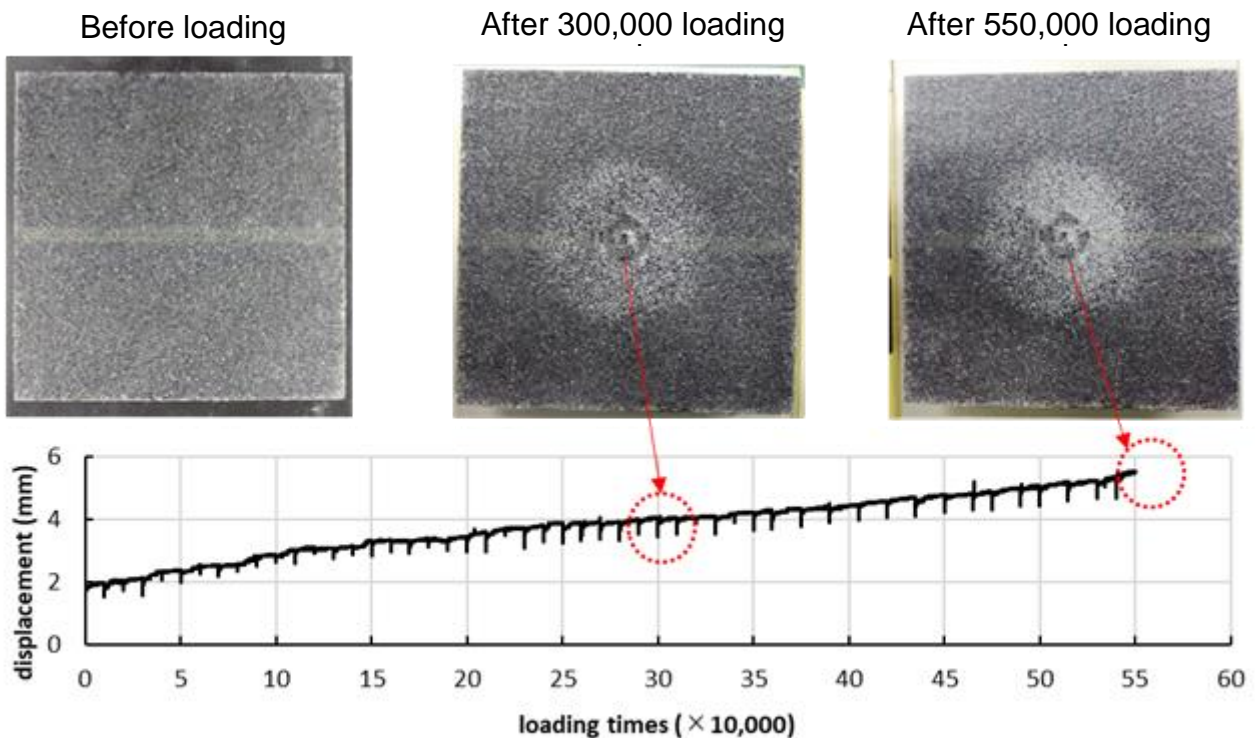 Before loading
After 300,000 loading
After 550,000 loading
displacement (mm)
6
4
2
0
0 5 10 15 20 25 30 35 40 45 50 55 60
loading times (×10,000)